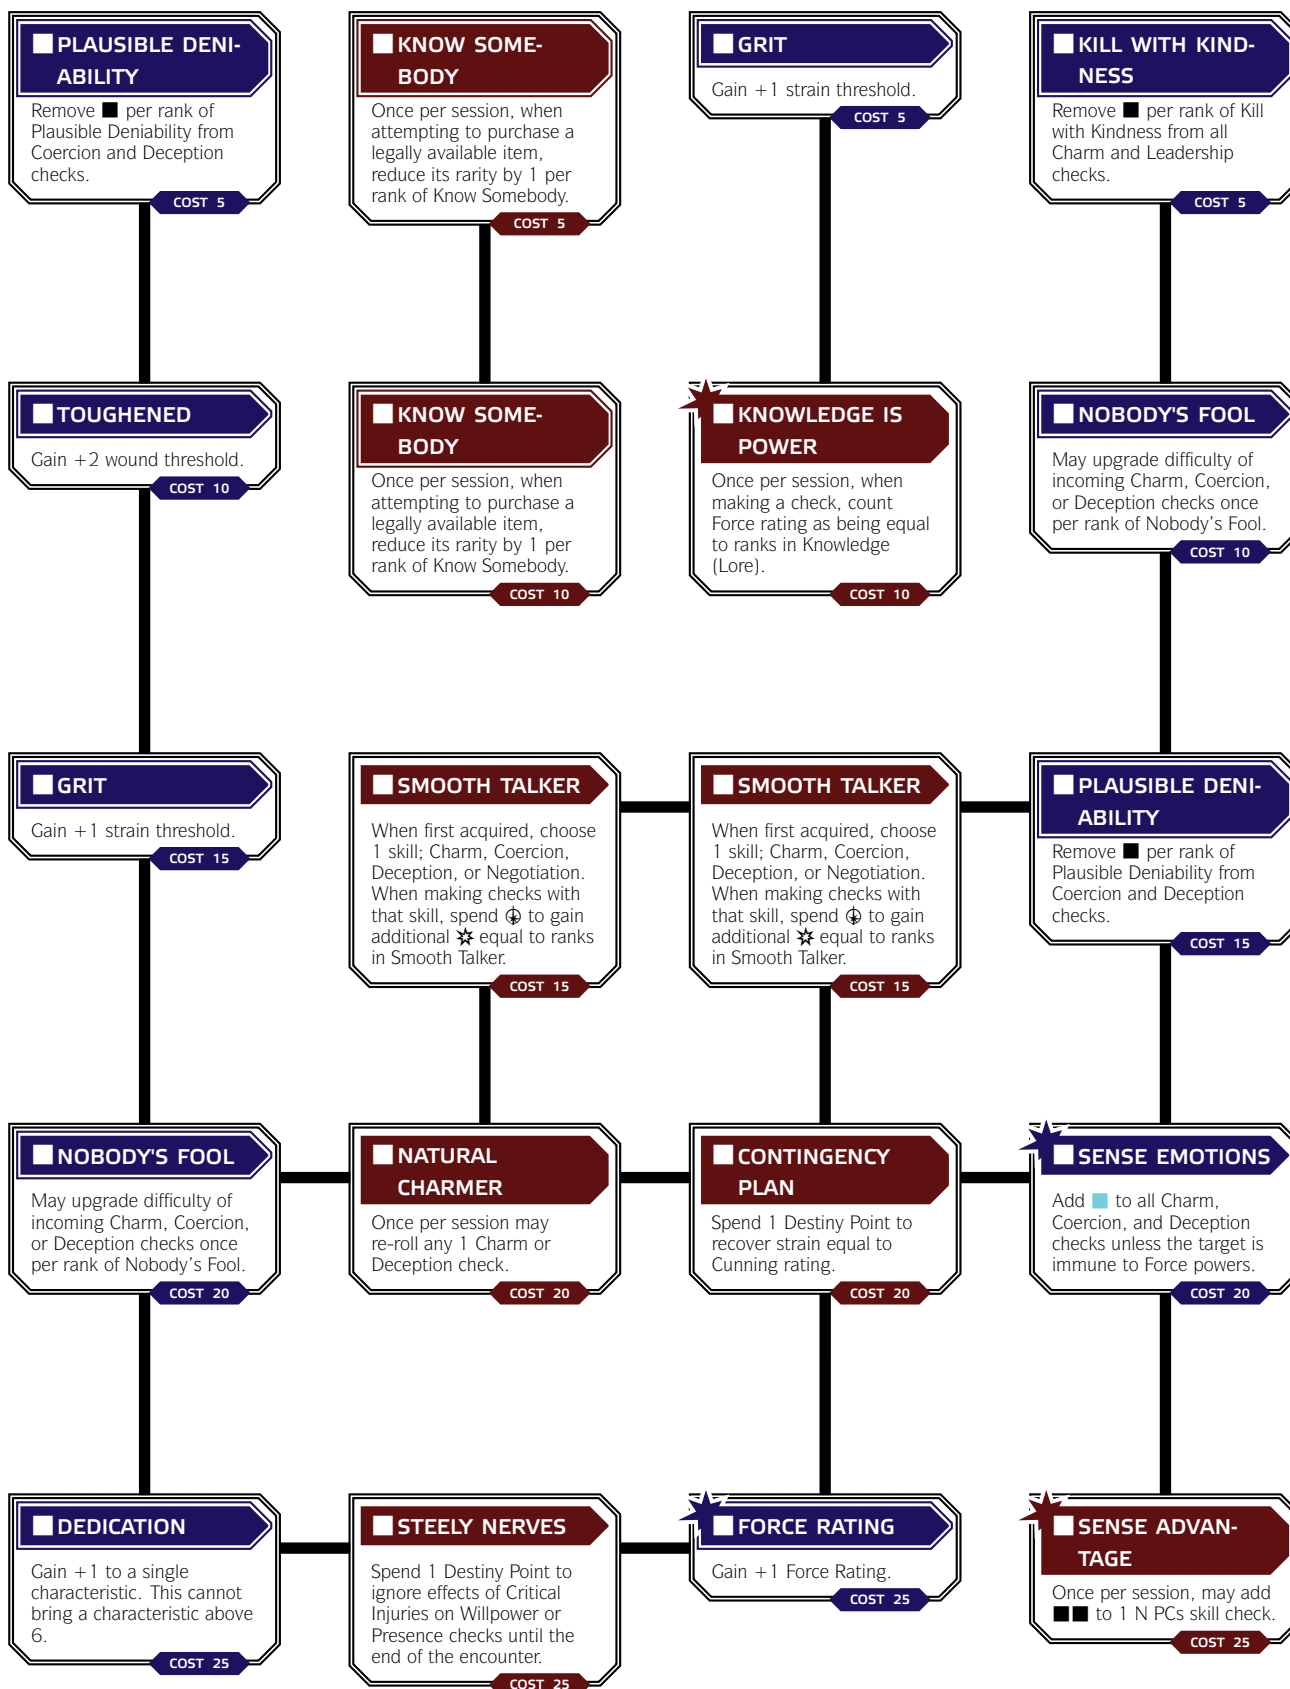 PLAUSIBLE DENI-
ABILITY
Remove ■ per rank of
Plausible Deniability from
Coercion and Deception
checks.
COST 5
KNOW SOME-
BODY
Once per session, when
attempting to purchase a
legally available item,
reduce its rarity by 1 per
rank of Know Somebody.
COST 5
GRIT
Gain +1 strain threshold.
COST 5
KILL WITH KIND-
NESS
Remove ■ per rank of Kill
with Kindness from all
Charm and Leadership
checks.
COST 5
TOUGHENED
Gain +2 wound threshold.
COST 10
KNOW SOME-
BODY
Once per session, when
attempting to purchase a
legally available item,
reduce its rarity by 1 per
rank of Know Somebody.
COST 10
KNOWLEDGE IS
POWER
Once per session, when
making a check, count
Force rating as being equal
to ranks in Knowledge
(Lore).
COST 10
NOBODY'S FOOL
May upgrade difficulty of
incoming Charm, Coercion,
or Deception checks once
per rank of Nobody's Fool.
COST 10
GRIT
Gain +1 strain threshold.
COST 15
SMOOTH TALKER
When first acquired, choose
1 skill; Charm, Coercion,
Deception, or Negotiation.
When making checks with
that skill, spend to gain
additional equal to ranks
in Smooth Talker.
COST 15
SMOOTH TALKER
When first acquired, choose
1 skill; Charm, Coercion,
Deception, or Negotiation.
When making checks with
that skill, spend to gain
additional equal to ranks
in Smooth Talker.
COST 15
PLAUSIBLE DENI-
ABILITY
Remove ■ per rank of
Plausible Deniability from
Coercion and Deception
checks.
COST 15
NOBODY'S FOOL
May upgrade difficulty of
incoming Charm, Coercion,
or Deception checks once
per rank of Nobody's Fool.
COST 20
NATURAL
CHARMER
Once per session may
re-roll any 1 Charm or
Deception check.
COST 20
CONTINGENCY
PLAN
Spend 1 Destiny Point to
recover strain equal to
Cunning rating.
COST 20
SENSE EMOTIONS
Add ■ to all Charm,
Coercion, and Deception
checks unless the target is
immune to Force powers.
COST 20
DEDICATION
Gain +1 to a single
characteristic. This cannot
bring a characteristic above
6.
COST 25
STEELY NERVES
Spend 1 Destiny Point to
ignore effects of Critical
Injuries on Willpower or
Presence checks until the
end of the encounter.
COST 25
FORCE RATING
Gain +1 Force Rating.
COST 25
SENSE ADVAN-
TAGE
Once per session, may add
■■ to 1 N PCs skill check.
COST 25